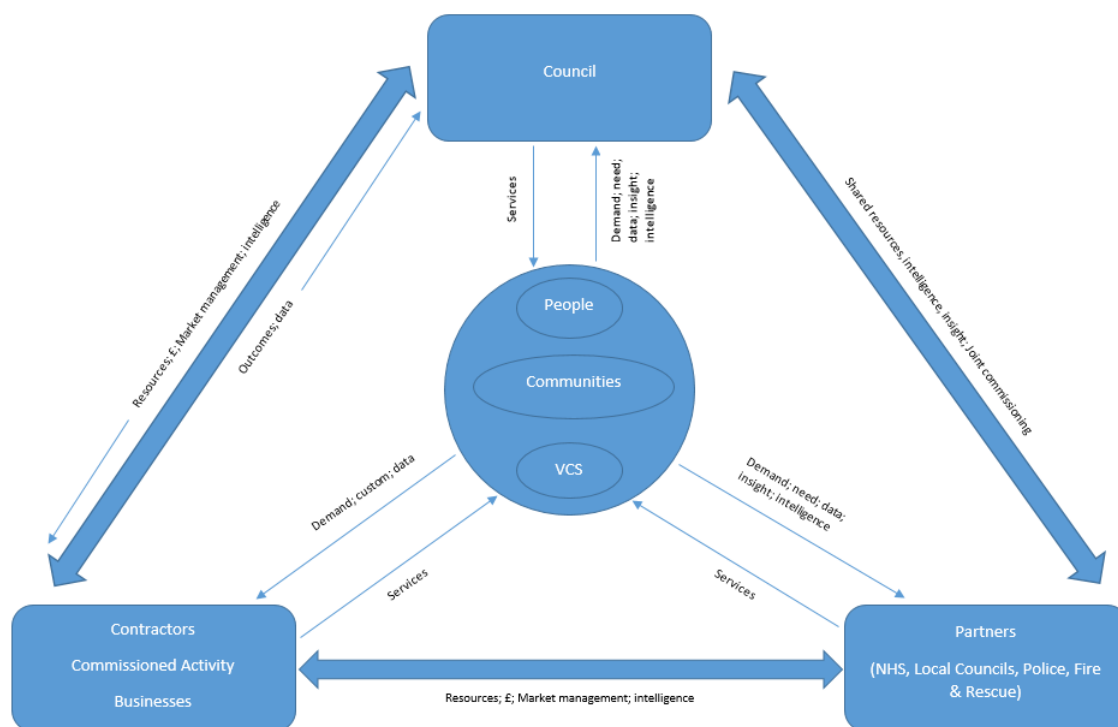 Council
Resources; £; Market management; intelligence
Outcomes; data
Services
Demand; need;
data; insight;
intelligence
Shared resources, intelligence, insight; Joint commissioning
People
Communities
VCS
Demand; custom; data
Services
Demand; need; data;
insight; intelligence
Services
Contractors
Commissioned Activity
Businesses
Resources; £; Market management; intelligence
Partners
(NHS, Local Councils, Police, Fire
& Rescue)